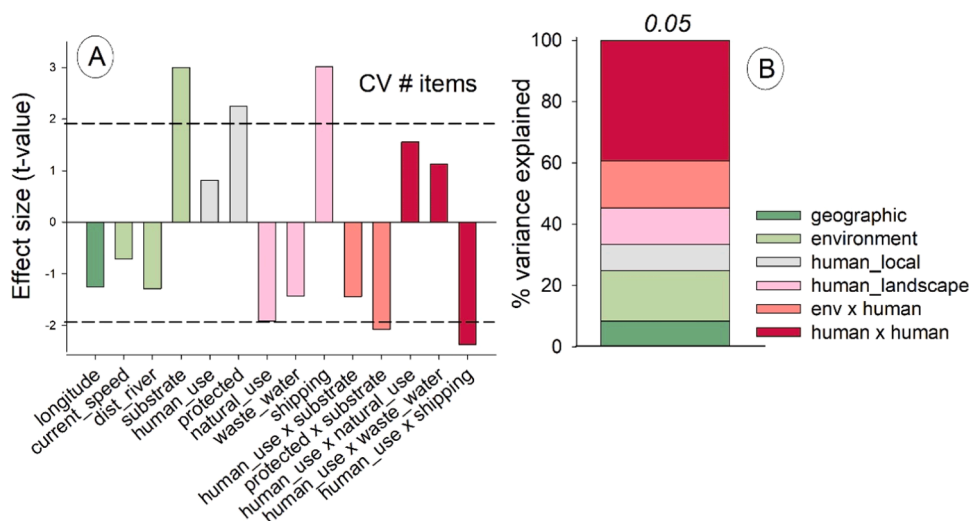 A
CV # items
Effect size (t-value)
3
2
1
0
-1
-2
longitude
current_speed
dist_river
substrate
human_use
protected
natural_use
waste_water
shipping
human_use x substrate
protected x substrate
human_use x natural_use
human_use x waste_water
human_use x shipping
0.05
B
% variance explained
100
80
60
40
20
0
geographic
environment
human_local
human_landscape
env x human
human x human